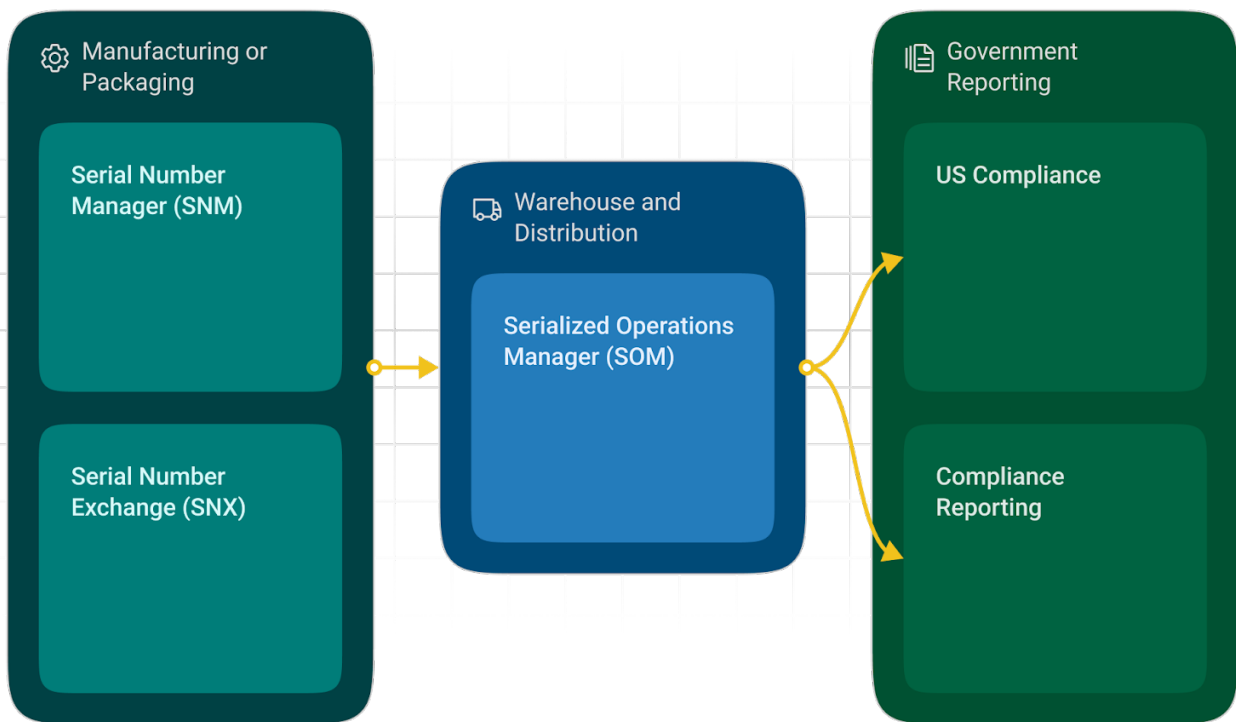 Manufacturing or
Packaging
Serial Number
Manager (SNM)
Serial Number
Exchange (SNX)
Warehouse and
Distribution
Serialized Operations
Manager (SOM)
Government
Reporting
US Compliance
Compliance
Reporting